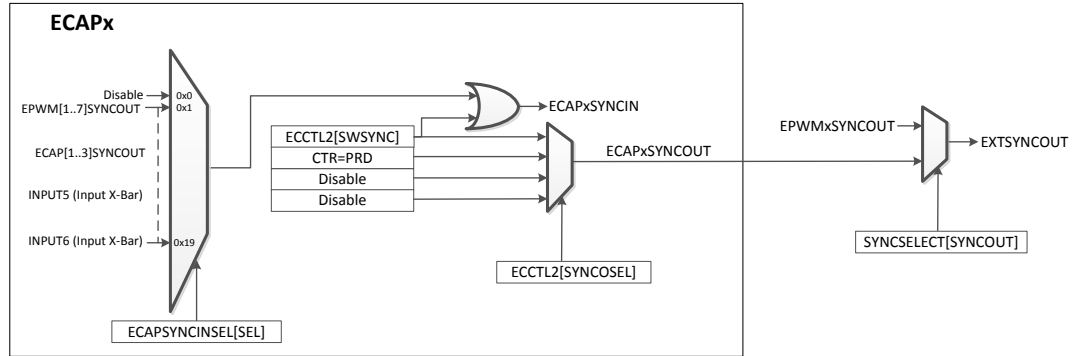 ECAPx
Disable
0x0
EPWM[1..7]SYNCOUT
0x1
ECAP[1..3]SYNCOUT
INPUT5 (Input X-Bar)
INPUT6 (Input X-Bar)
0x19
ECAPSYNCINSEL[SEL]
ECAPxSYNCIN
ECCTL2[SWSYNC]
CTR=PRD
Disable
Disable
ECCTL2[SYNCOSEL]
ECAPxSYNCOUT
EPWMxSYNCOUT
EXTSYNCOUT
SYNCSELECT[SYNCOUT]